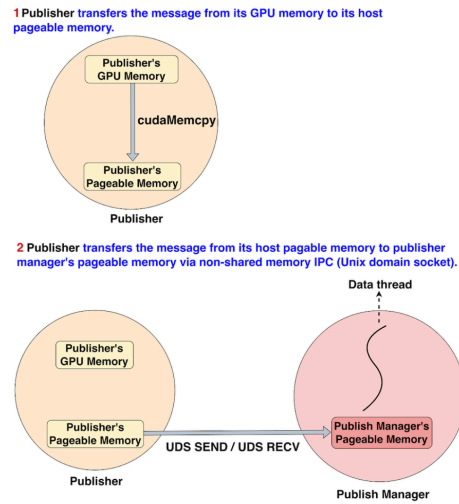 1 Publisher transfers the message from its GPU memory to its host
pageable memory.
Publisher's
GPU Memory
cudaMemcpy
Publisher's
Pageable Memory
Publisher
2 Publisher transfers the message from its host pagable memory to publisher
manager's pageable memory via non-shared memory IPC (Unix domain socket).
Data thread
Publisher's
GPU Memory
Publisher's
Pageable Memory
UDS SEND / UDS RECV
Publish Manager's
Pageable Memory
Publisher
Publish Manager